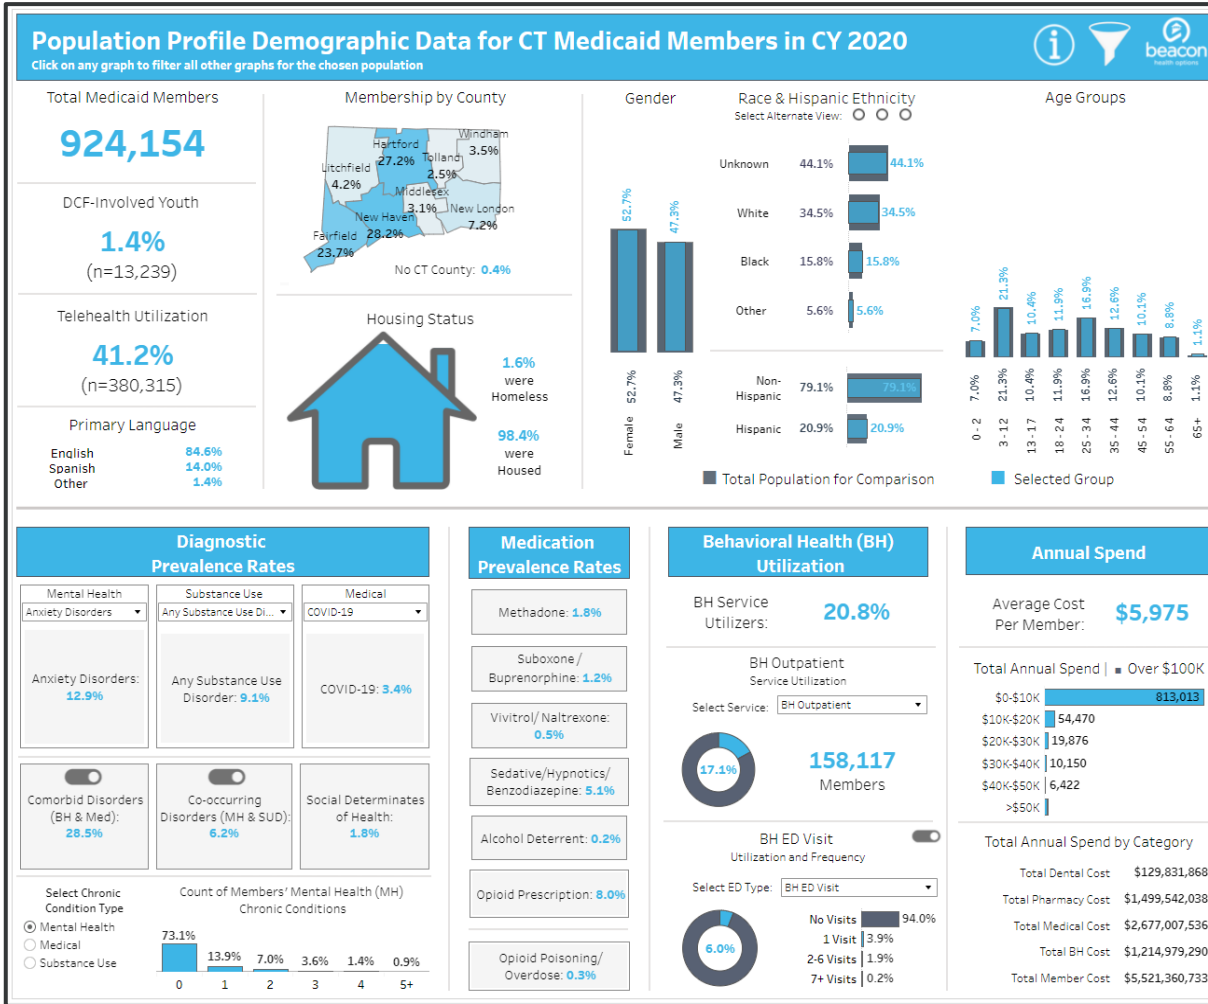 Population Profile Demographic Data for CT Medicaid Members in CY 2020
Click on any graph to filter all other graphs for the chosen population
i
beacon
health options
Total Medicaid Members
924,154
DCF-Involved Youth
1.4%
(n=13,239)
Telehealth Utilization
41.2%
(n=380,315)
Primary Language
English 84.6%
Spanish 14.0%
Other 1.4%
Membership by County
Windham
3.5%
Hartford
27.2%
Tolland
2.5%
Litchfield
4.2%
Middlesex
3.1%
New London
7.2%
New Haven
28.2%
Fairfield
23.7%
No CT County: 0.4%
Housing Status
1.6%
were
Homeless
98.4%
were
Housed
Gender
52.7%
47.3%
Female 52.7%
Male 47.3%
Race & Hispanic Ethnicity
Select Alternate View:
Unknown 44.1% 44.1%
White 34.5% 34.5%
Black 15.8% 15.8%
Other 5.6% 5.6%
Non-
Hispanic 79.1% 79.1%
Hispanic 20.9% 20.9%
Age Groups
7.0%
21.3%
10.4%
11.9%
16.9%
12.6%
10.1%
8.8%
1.1%
0 - 2 7.0%
3 - 12 21.3%
13 - 17 10.4%
18 - 24 11.9%
25 - 34 16.9%
35 - 44 12.6%
45 - 54 10.1%
55 - 64 8.8%
65+ 1.1%
Total Population for Comparison
Selected Group
Diagnostic
Prevalence Rates
Mental Health
Anxiety Disorders
Anxiety Disorders:
12.9%
Substance Use
Any Substance Use Di...
Any Substance Use
Disorder: 9.1%
Medical
COVID-19
COVID-19: 3.4%
Comorbid Disorders
(BH & Med):
28.5%
Co-occurring
Disorders (MH & SUD):
6.2%
Social Determinates
of Health:
1.8%
Select Chronic
Condition Type
Mental Health
Medical
Substance Use
Count of Members' Mental Health (MH)
Chronic Conditions
73.1%
13.9%
7.0%
3.6%
1.4%
0.9%
0 1 2 3 4 5+
Medication
Prevalence Rates
Methadone: 1.8%
Suboxone /
Buprenorphine: 1.2%
Vivitrol/ Naltrexone:
0.5%
Sedative/Hypnotics/
Benzodiazepine: 5.1%
Alcohol Deterrent: 0.2%
Opioid Prescription: 8.0%
Opioid Poisoning/
Overdose: 0.3%
Behavioral Health (BH)
Utilization
BH Service
Utilizers:
20.8%
BH Outpatient
Service Utilization
Select Service: BH Outpatient
17.1%
158,117
Members
BH ED Visit
Utilization and Frequency
Select ED Type: BH ED Visit
6.0%
No Visits 94.0%
1 Visit 3.9%
2-6 Visits 1.9%
7+ Visits 0.2%
Annual Spend
Average Cost
Per Member:
$5,975
Total Annual Spend | Over $100K
$0-$10K 813,013
$10K-$20K 54,470
$20K-$30K 19,876
$30K-$40K 10,150
$40K-$50K 6,422
>$50K
Total Annual Spend by Category
Total Dental Cost $129,831,868
Total Pharmacy Cost $1,499,542,038
Total Medical Cost $2,677,007,536
Total BH Cost $1,214,979,290
Total Member Cost $5,521,360,733